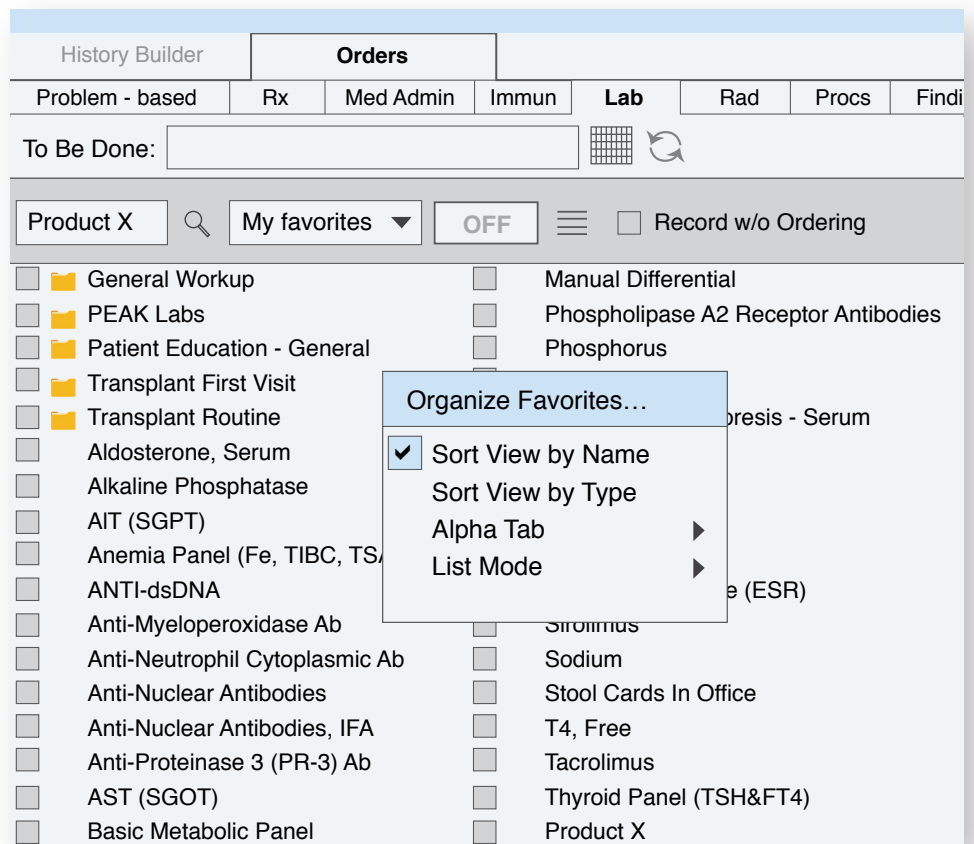 History Builder Orders
Problem - based Rx Med Admin Immun Lab Rad Procs Findi
To Be Done:
Product X My favorites OFF Record w/o Ordering
General Workup
PEAK Labs
Patient Education - General
Transplant First Visit
Transplant Routine
Aldosterone, Serum
Alkaline Phosphatase
AlT (SGPT)
Anemia Panel (Fe, TIBC, TSA
ANTI-dsDNA
Anti-Myeloperoxidase Ab
Anti-Neutrophil Cytoplasmic Ab
Anti-Nuclear Antibodies
Anti-Nuclear Antibodies, IFA
Anti-Proteinase 3 (PR-3) Ab
AST (SGOT)
Basic Metabolic Panel
Manual Differential
Phospholipase A2 Receptor Antibodies
Phosphorus
oresis - Serum
e (ESR)
Sirolimus
Sodium
Stool Cards In Office
T4, Free
Tacrolimus
Thyroid Panel (TSH&FT4)
Product X
Organize Favorites…
Sort View by Name
Sort View by Type
Alpha Tab
List Mode